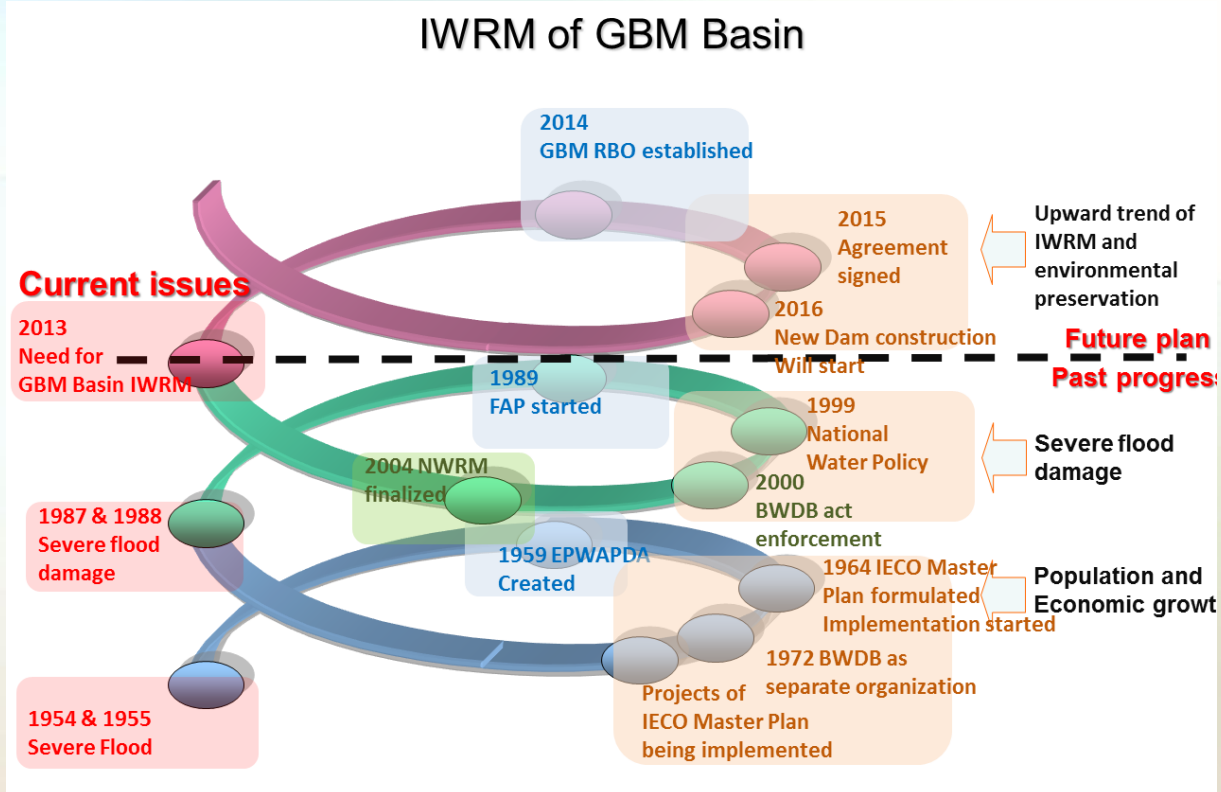 IWRM of GBM Basin
2014
GBM RBO established
2015
Agreement
signed
2016
New Dam construction
Will start
Upward trend of
IWRM and
environmental
preservation
Current issues
2013
Need for
GBM Basin IWRM
Future plan
Past progres
1989
FAP started
1999
National
Water Policy
2000
BWDB act
enforcement
Severe flood
damage
2004 NWRM
finalized
1987 & 1988
Severe flood
damage
1959 EPWAPDA
Created
1964 IECO Master
Plan formulated
Implementation started
1972 BWDB as
separate organization
Projects of
IECO Master Plan
being implemented
Population and
Economic growt
1954 & 1955
Severe Flood